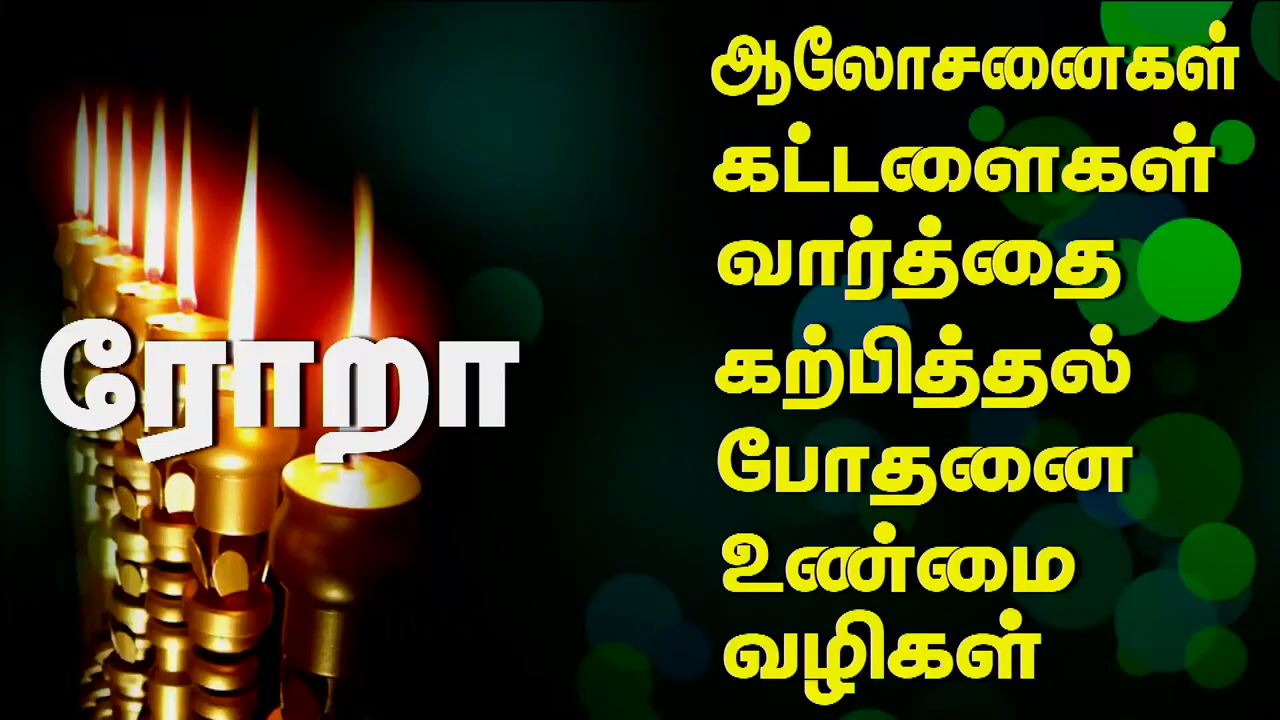 ரோறா
ஆலோசனைகள்
கட்டளைகள்
வார்த்தை
கற்பித்தல்
போதனை
உண்மை
வழிகள்